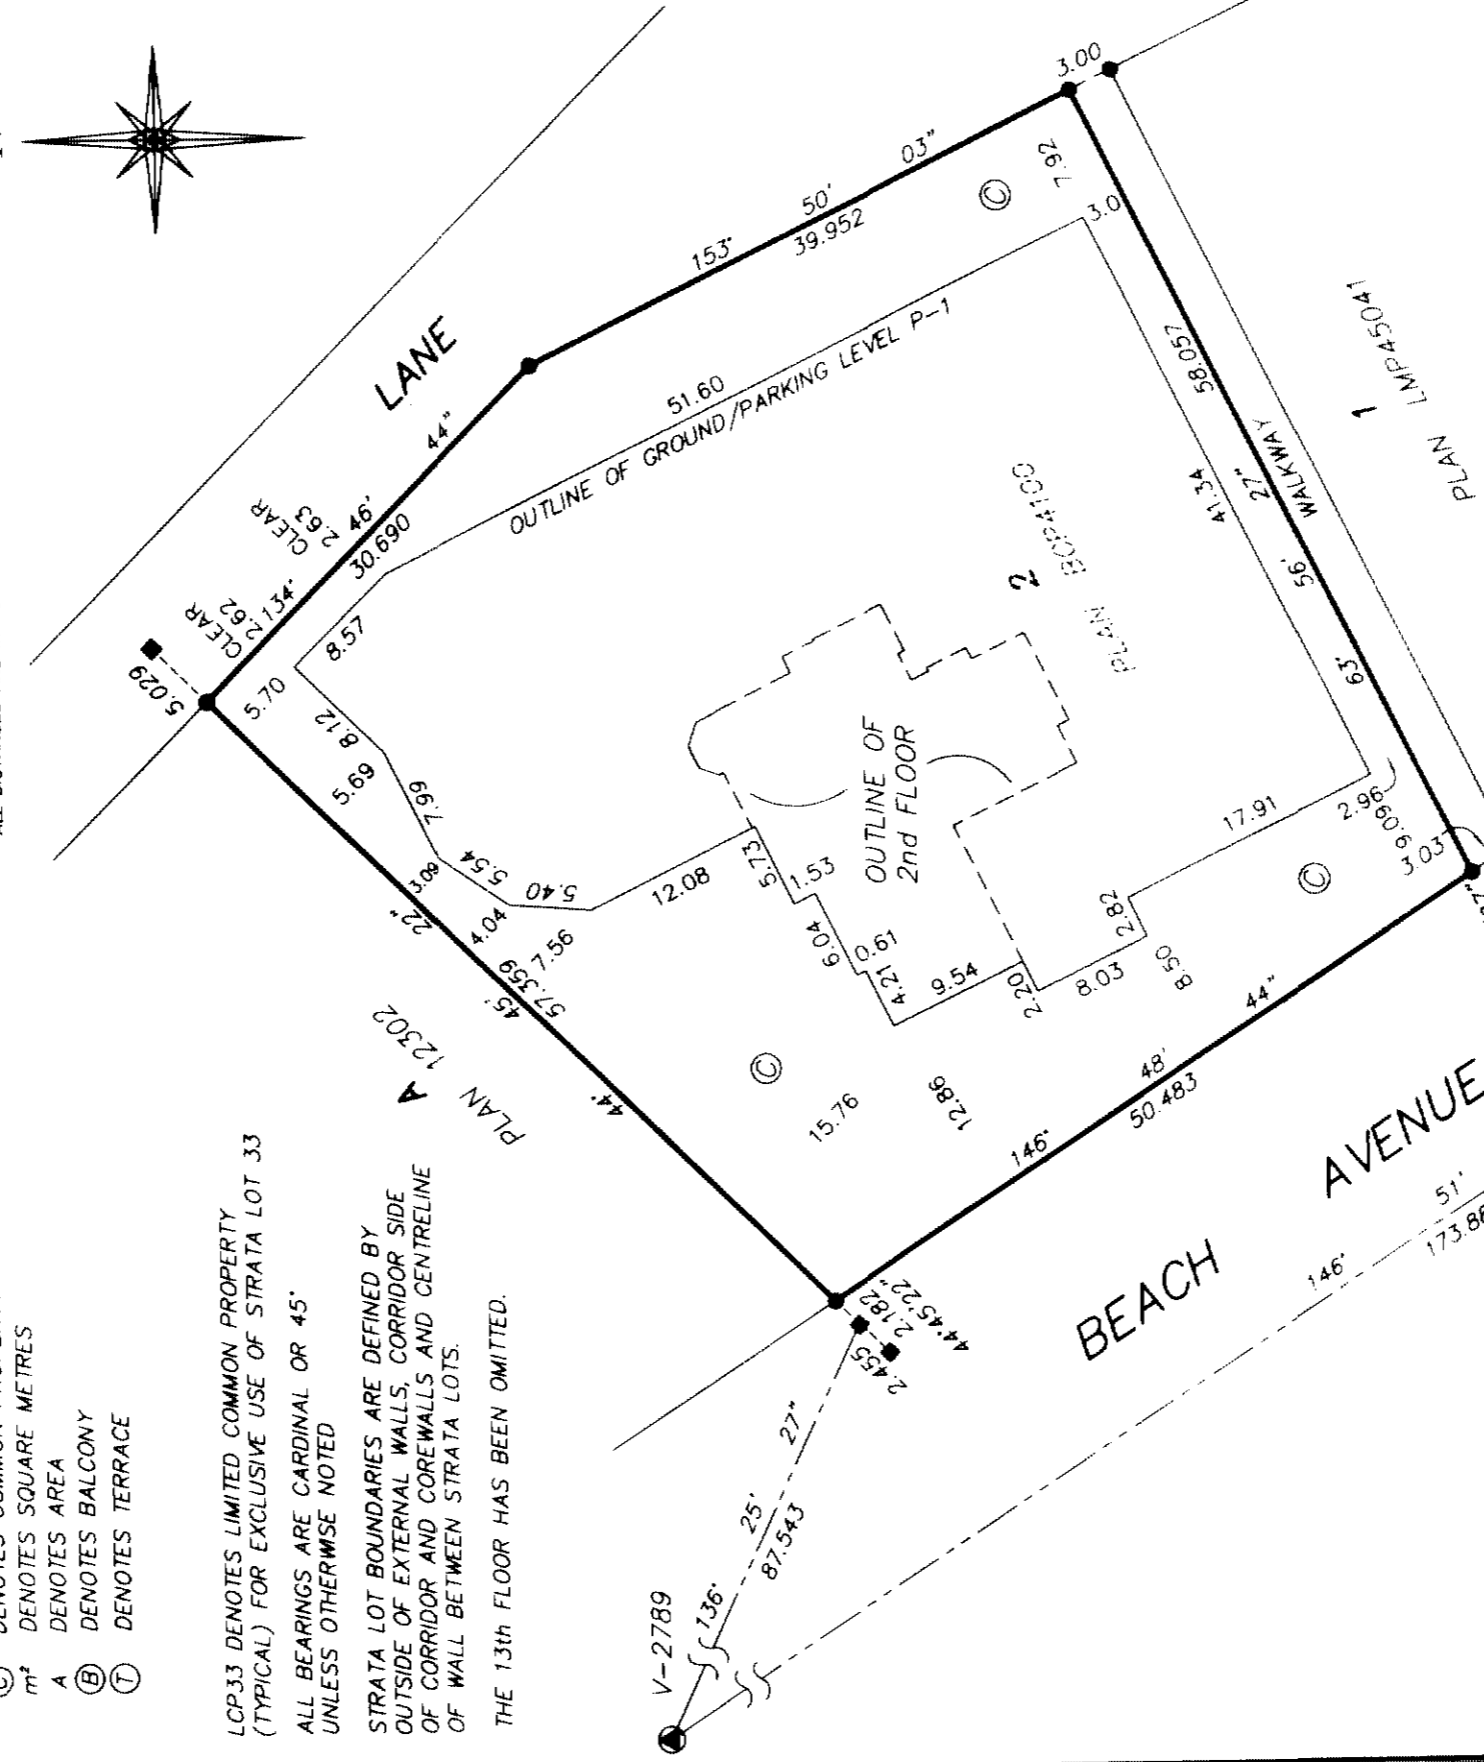 m² DENOTES SQUARE METRES
A DENOTES AREA
Ⓑ DENOTES BALCONY
Ⓣ DENOTES TERRACE
LCP33 DENOTES LIMITED COMMON PROPERTY
(TYPICAL) FOR EXCLUSIVE USE OF STRATA LOT 33
ALL BEARINGS ARE CARDINAL OR 45°
UNLESS OTHERWISE NOTED
STRATA LOT BOUNDARIES ARE DEFINED BY
OUTSIDE OF EXTERNAL WALLS, CORRIDOR SIDE
OF CORRIDOR AND COREWALLS AND CENTRELINE
OF WALL BETWEEN STRATA LOTS.
THE 13th FLOOR HAS BEEN OMITTED.
LANE
3.00
153° 50' 03"
39.952
7.92
Ⓒ
3.0
134° 46' 44"
30.690
CLEAR
2.63
CLEAR
2.62
5.029
5.70
8.57
8.12
5.69
7.99
51.60
OUTLINE OF GROUND/PARKING LEVEL P-1
3.09
5.54
5.40
4.04
7.56
44° 45' 22"
57.359
A
PLAN 12302
12.08
5.73
1.53
6.04
0.61
4.21
9.54
2.20
8.03
2.82
8.50
17.91
2.96
9.09
3.03
Ⓒ
OUTLINE OF
2nd FLOOR
2
PLAN BCP4100
41.34
63° 56' 27"
58.057
WALKWAY
1
PLAN LMP45041
Ⓒ
15.76
12.86
146° 48' 44"
50.483
2.182
44°45'22"
2.455
BEACH AVENUE
146° 51'
136° 25' 27"
87.543
V-2789